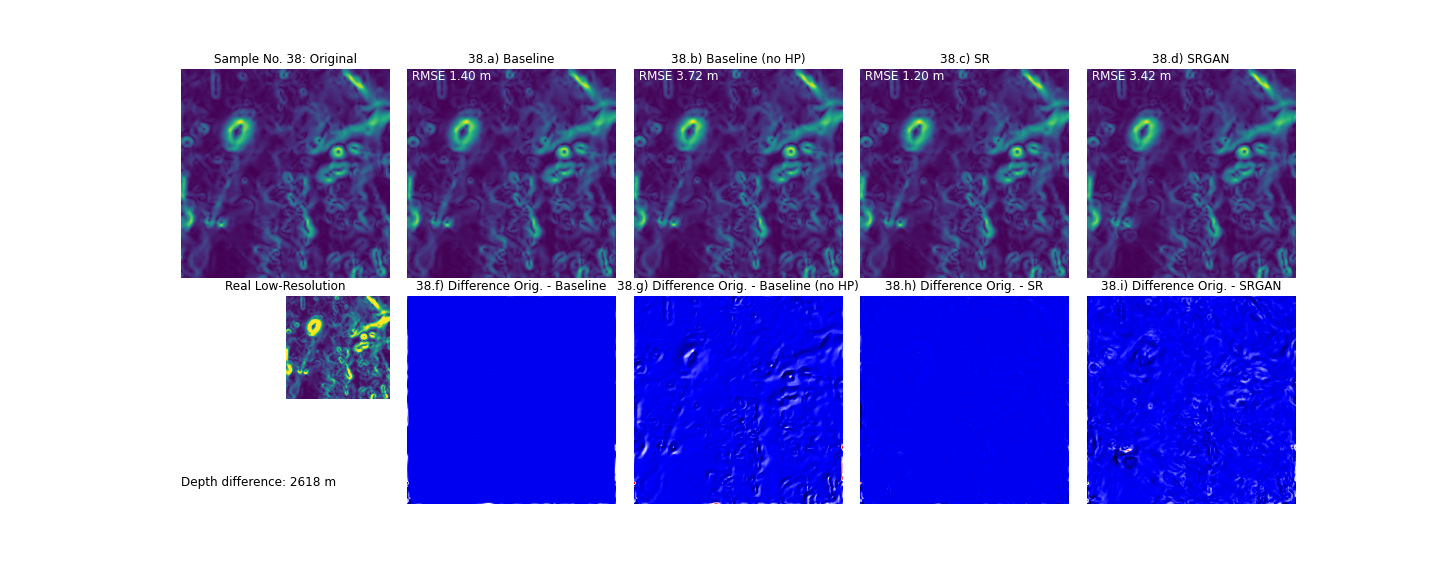 Sample No. 38: Original
38.a) Baseline
38.b) Baseline (no HP)
38.c) SR
38.d) SRGAN
RMSE 1.40 m
RMSE 3.72 m
RMSE 1.20 m
RMSE 3.42 m
Real Low-Resolution
38.f) Difference Orig. - Baseline
38.g) Difference Orig. - Baseline (no HP)
38.h) Difference Orig. - SR
38.i) Difference Orig. - SRGAN
Depth difference: 2618 m